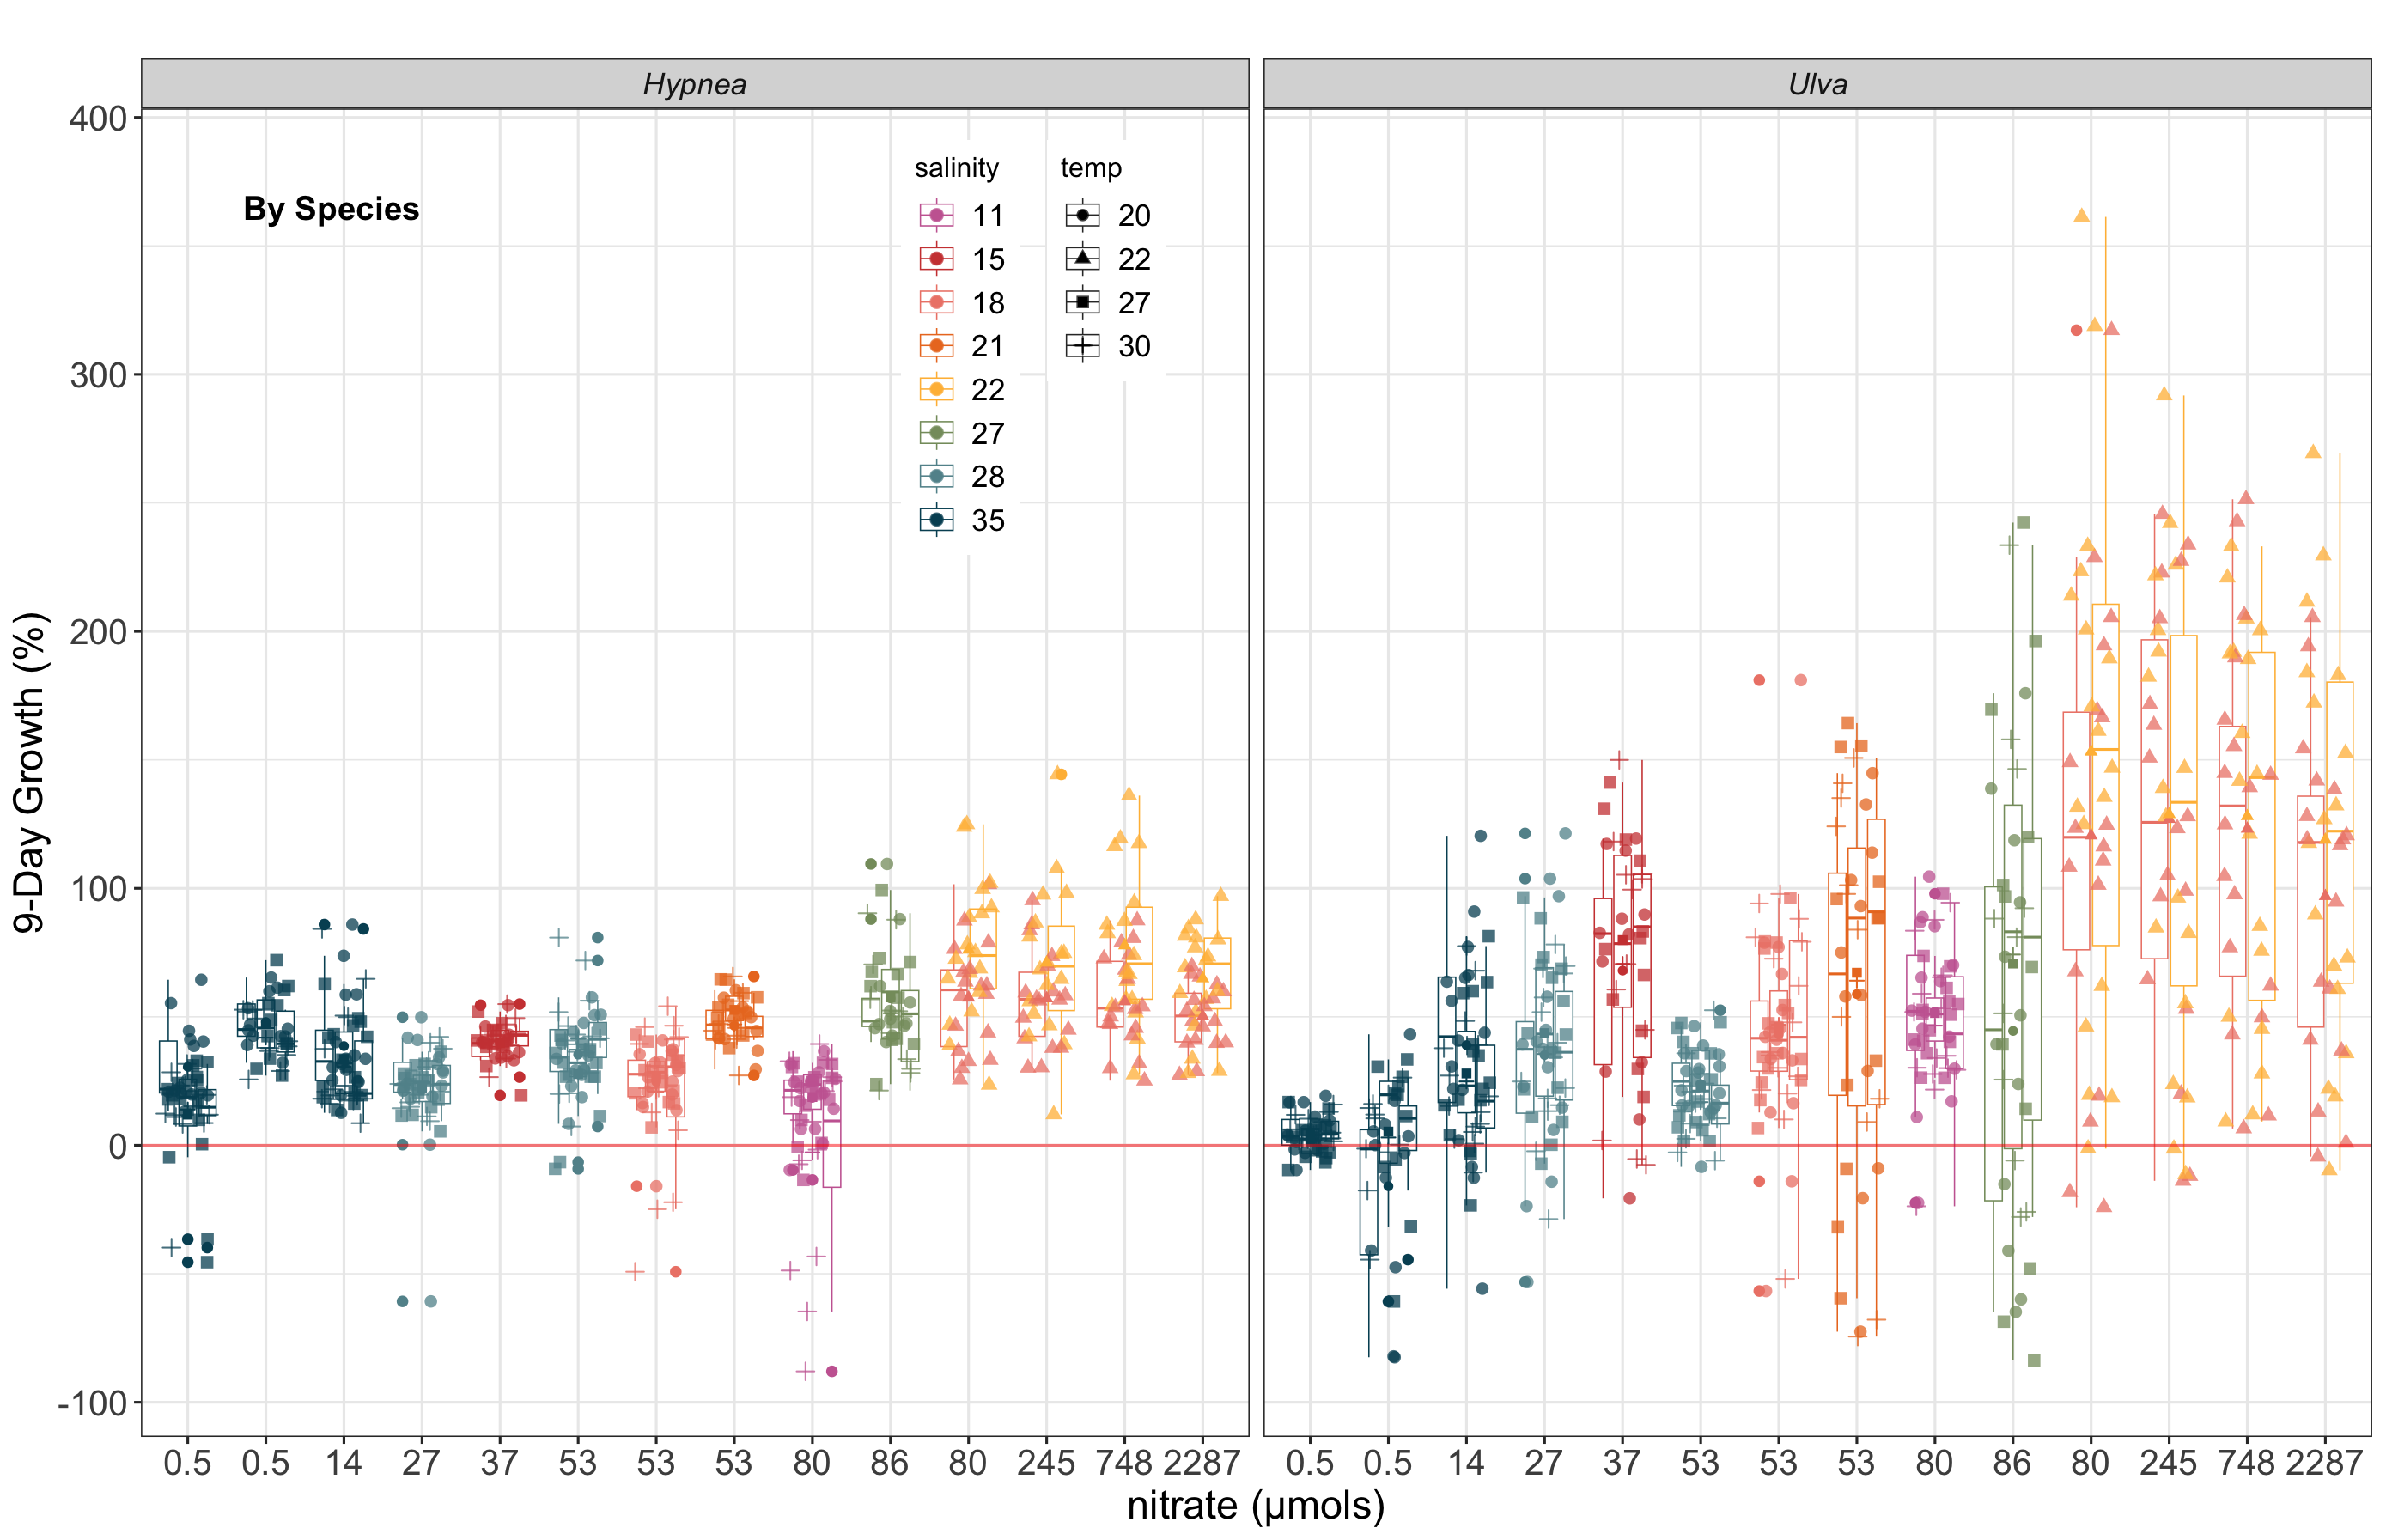 Hypnea
Ulva
400
300
200
100
0
-100
9-Day Growth (%)
By Species
salinity
11
15
18
21
22
27
28
35
temp
20
22
27
30
0.5 0.5 14 27 37 53 53 53 80 86 80 245 748 2287
0.5 0.5 14 27 37 53 53 53 80 86 80 245 748 2287
nitrate (µmols)